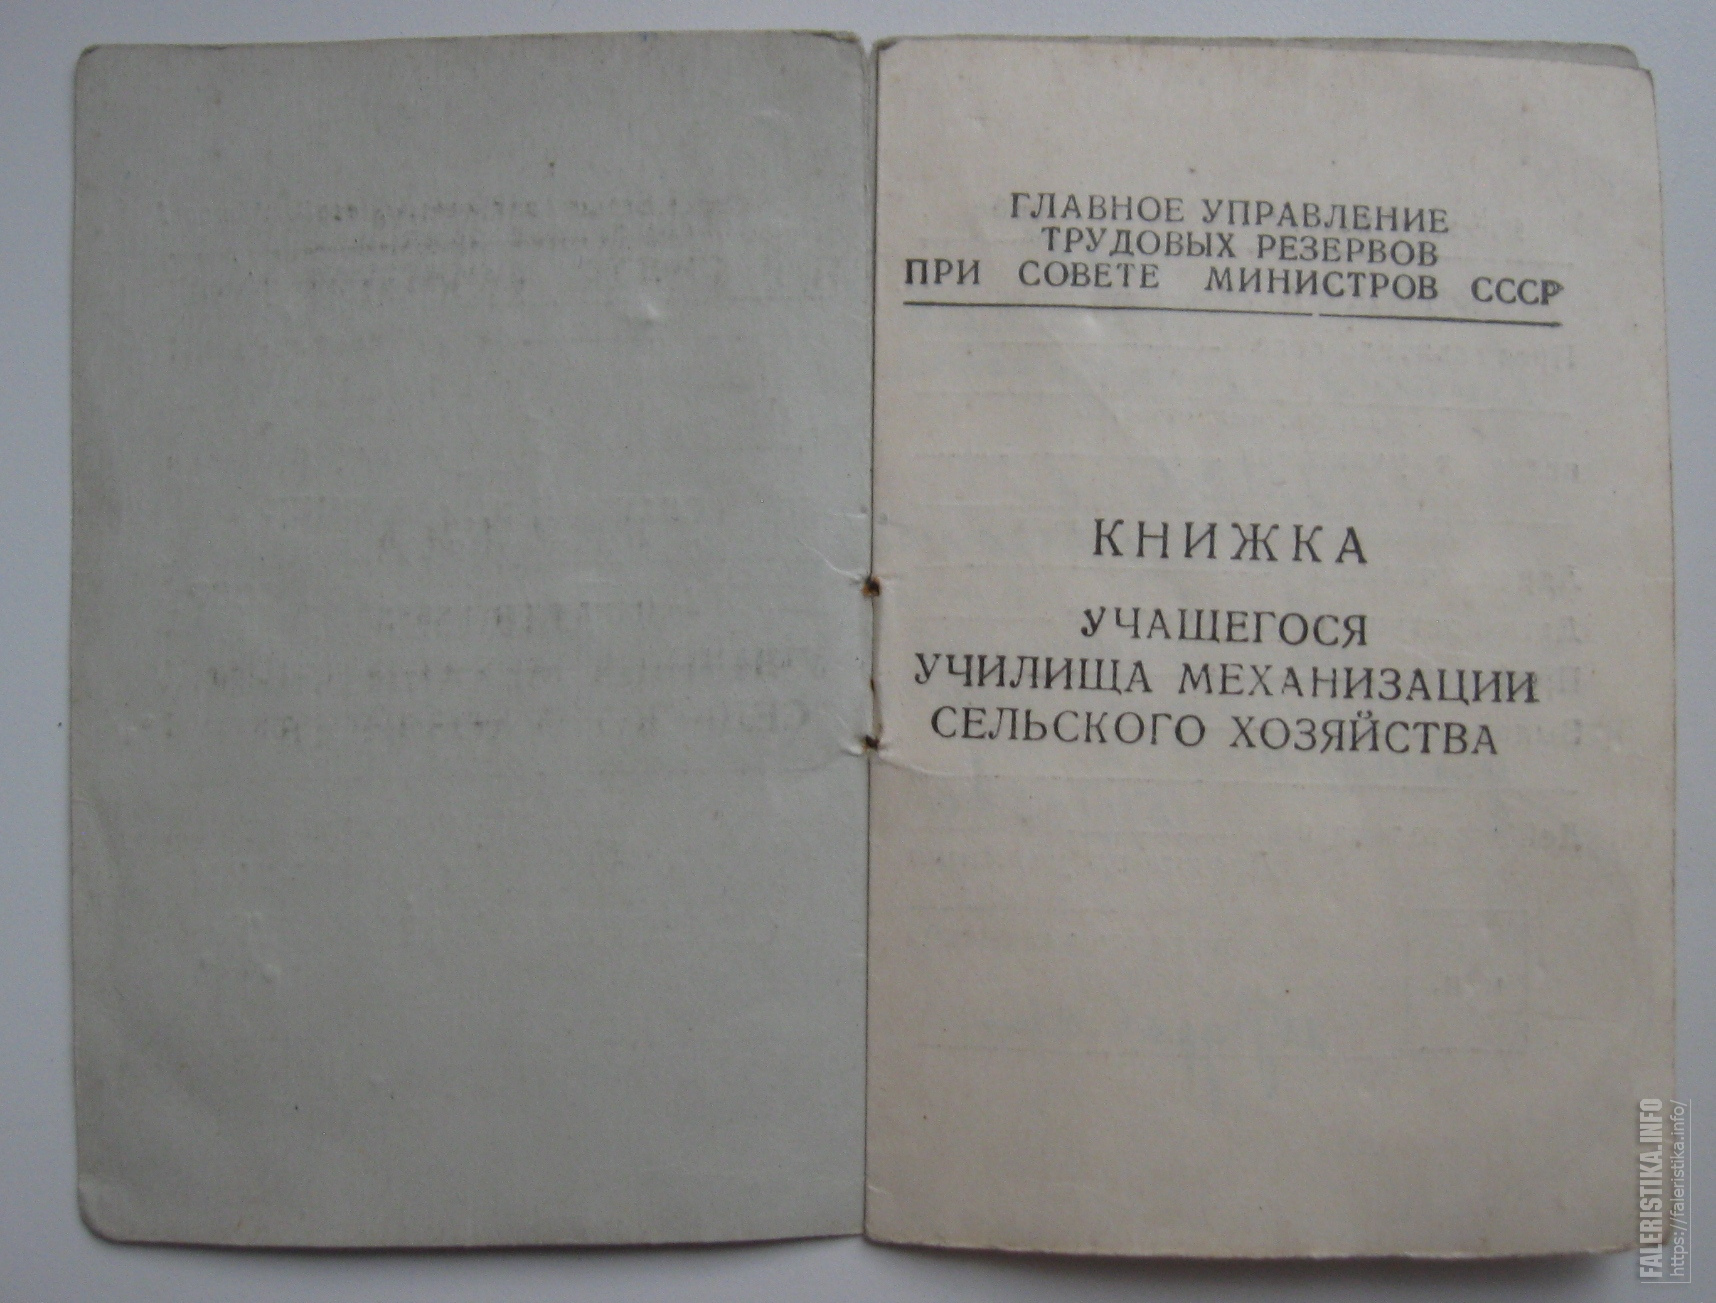 ГЛАВНОЕ УПРАВЛЕНИЕ
ТРУДОВЫХ РЕЗЕРВОВ
ПРИ СОВЕТЕ МИНИСТРОВ СССР
КНИЖКА
УЧАЩЕГОСЯ
УЧИЛИЩА МЕХАНИЗАЦИИ
СЕЛЬСКОГО ХОЗЯЙСТВА
FALERISTIKA.INFO
https://faleristika.info/